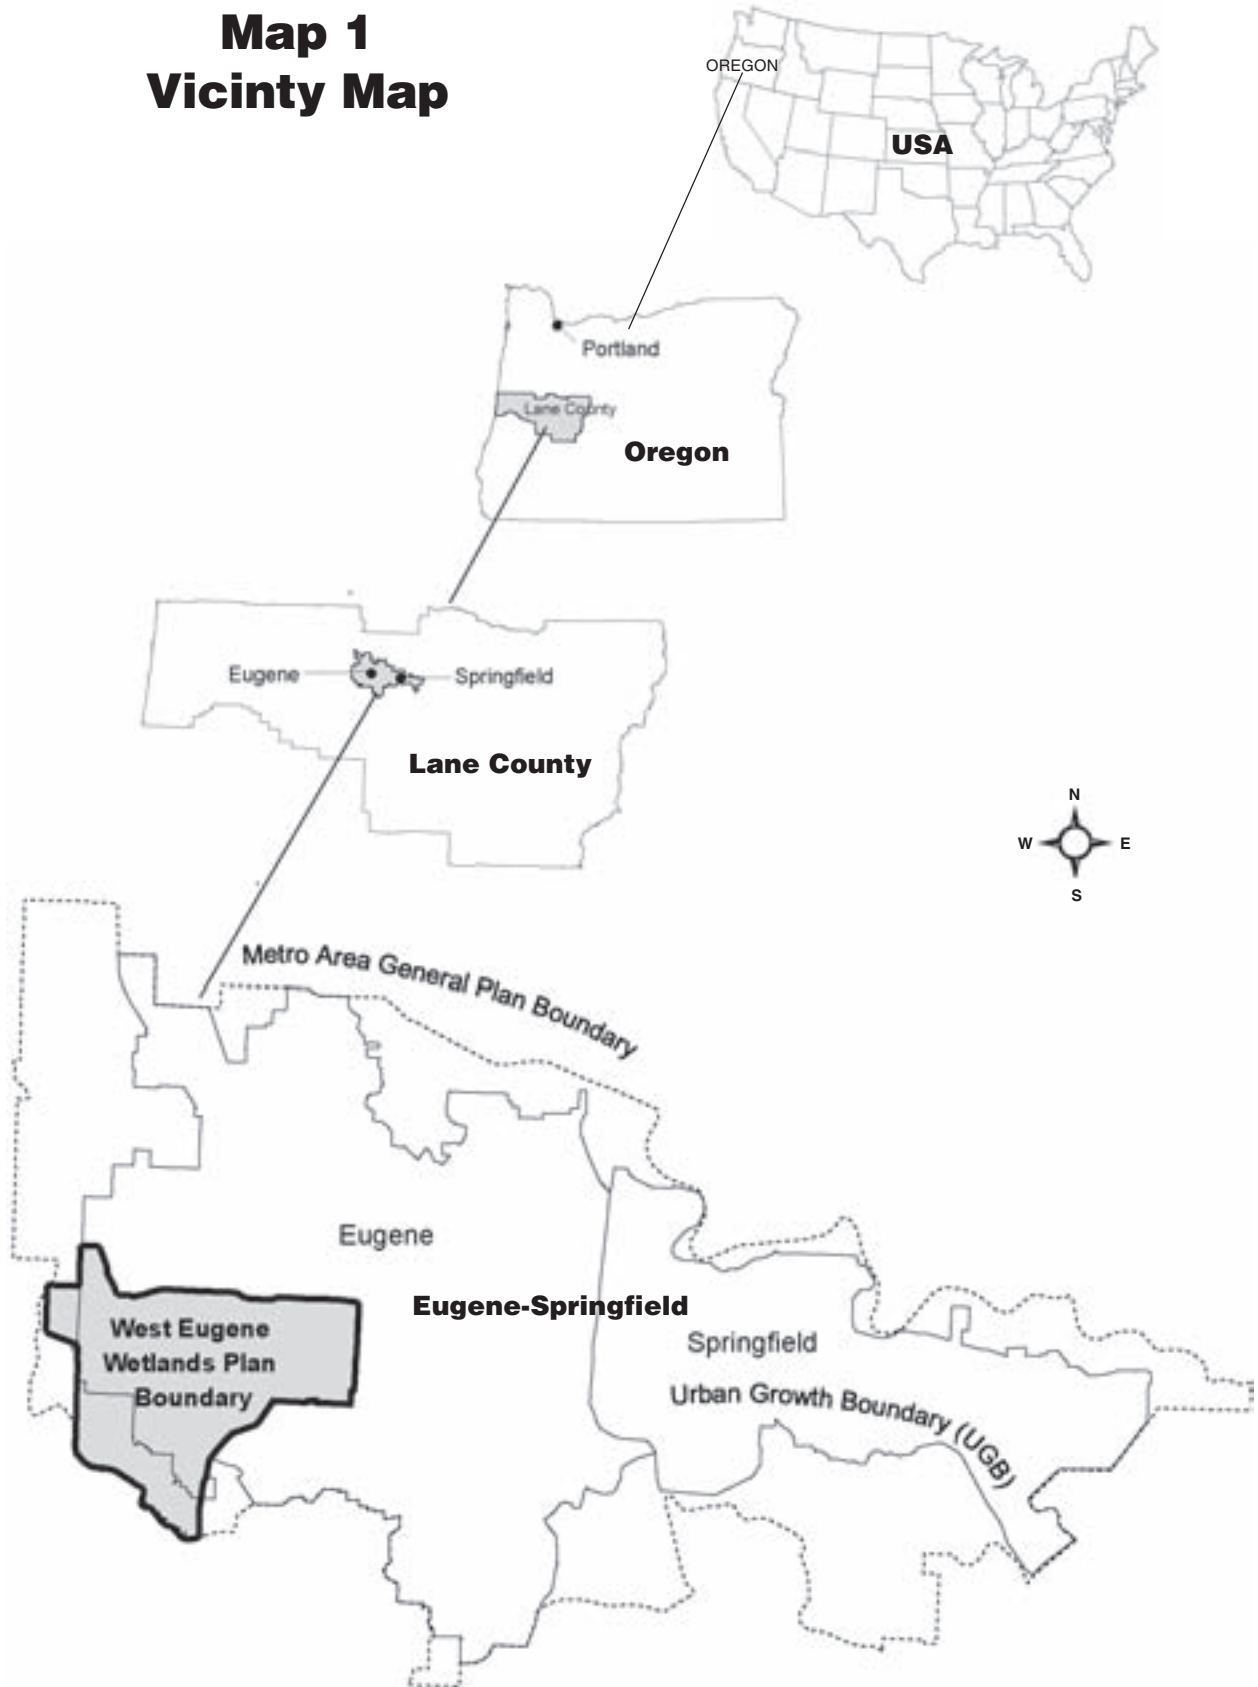 Map 1
Vicinty Map
OREGON
USA
Portland
Lane County
Oregon
Eugene
Springfield
Lane County
N
W
E
S
Metro Area General Plan Boundary
Eugene
Eugene-Springfield
West Eugene
Wetlands Plan
Boundary
Springfield
Urban Growth Boundary (UGB)